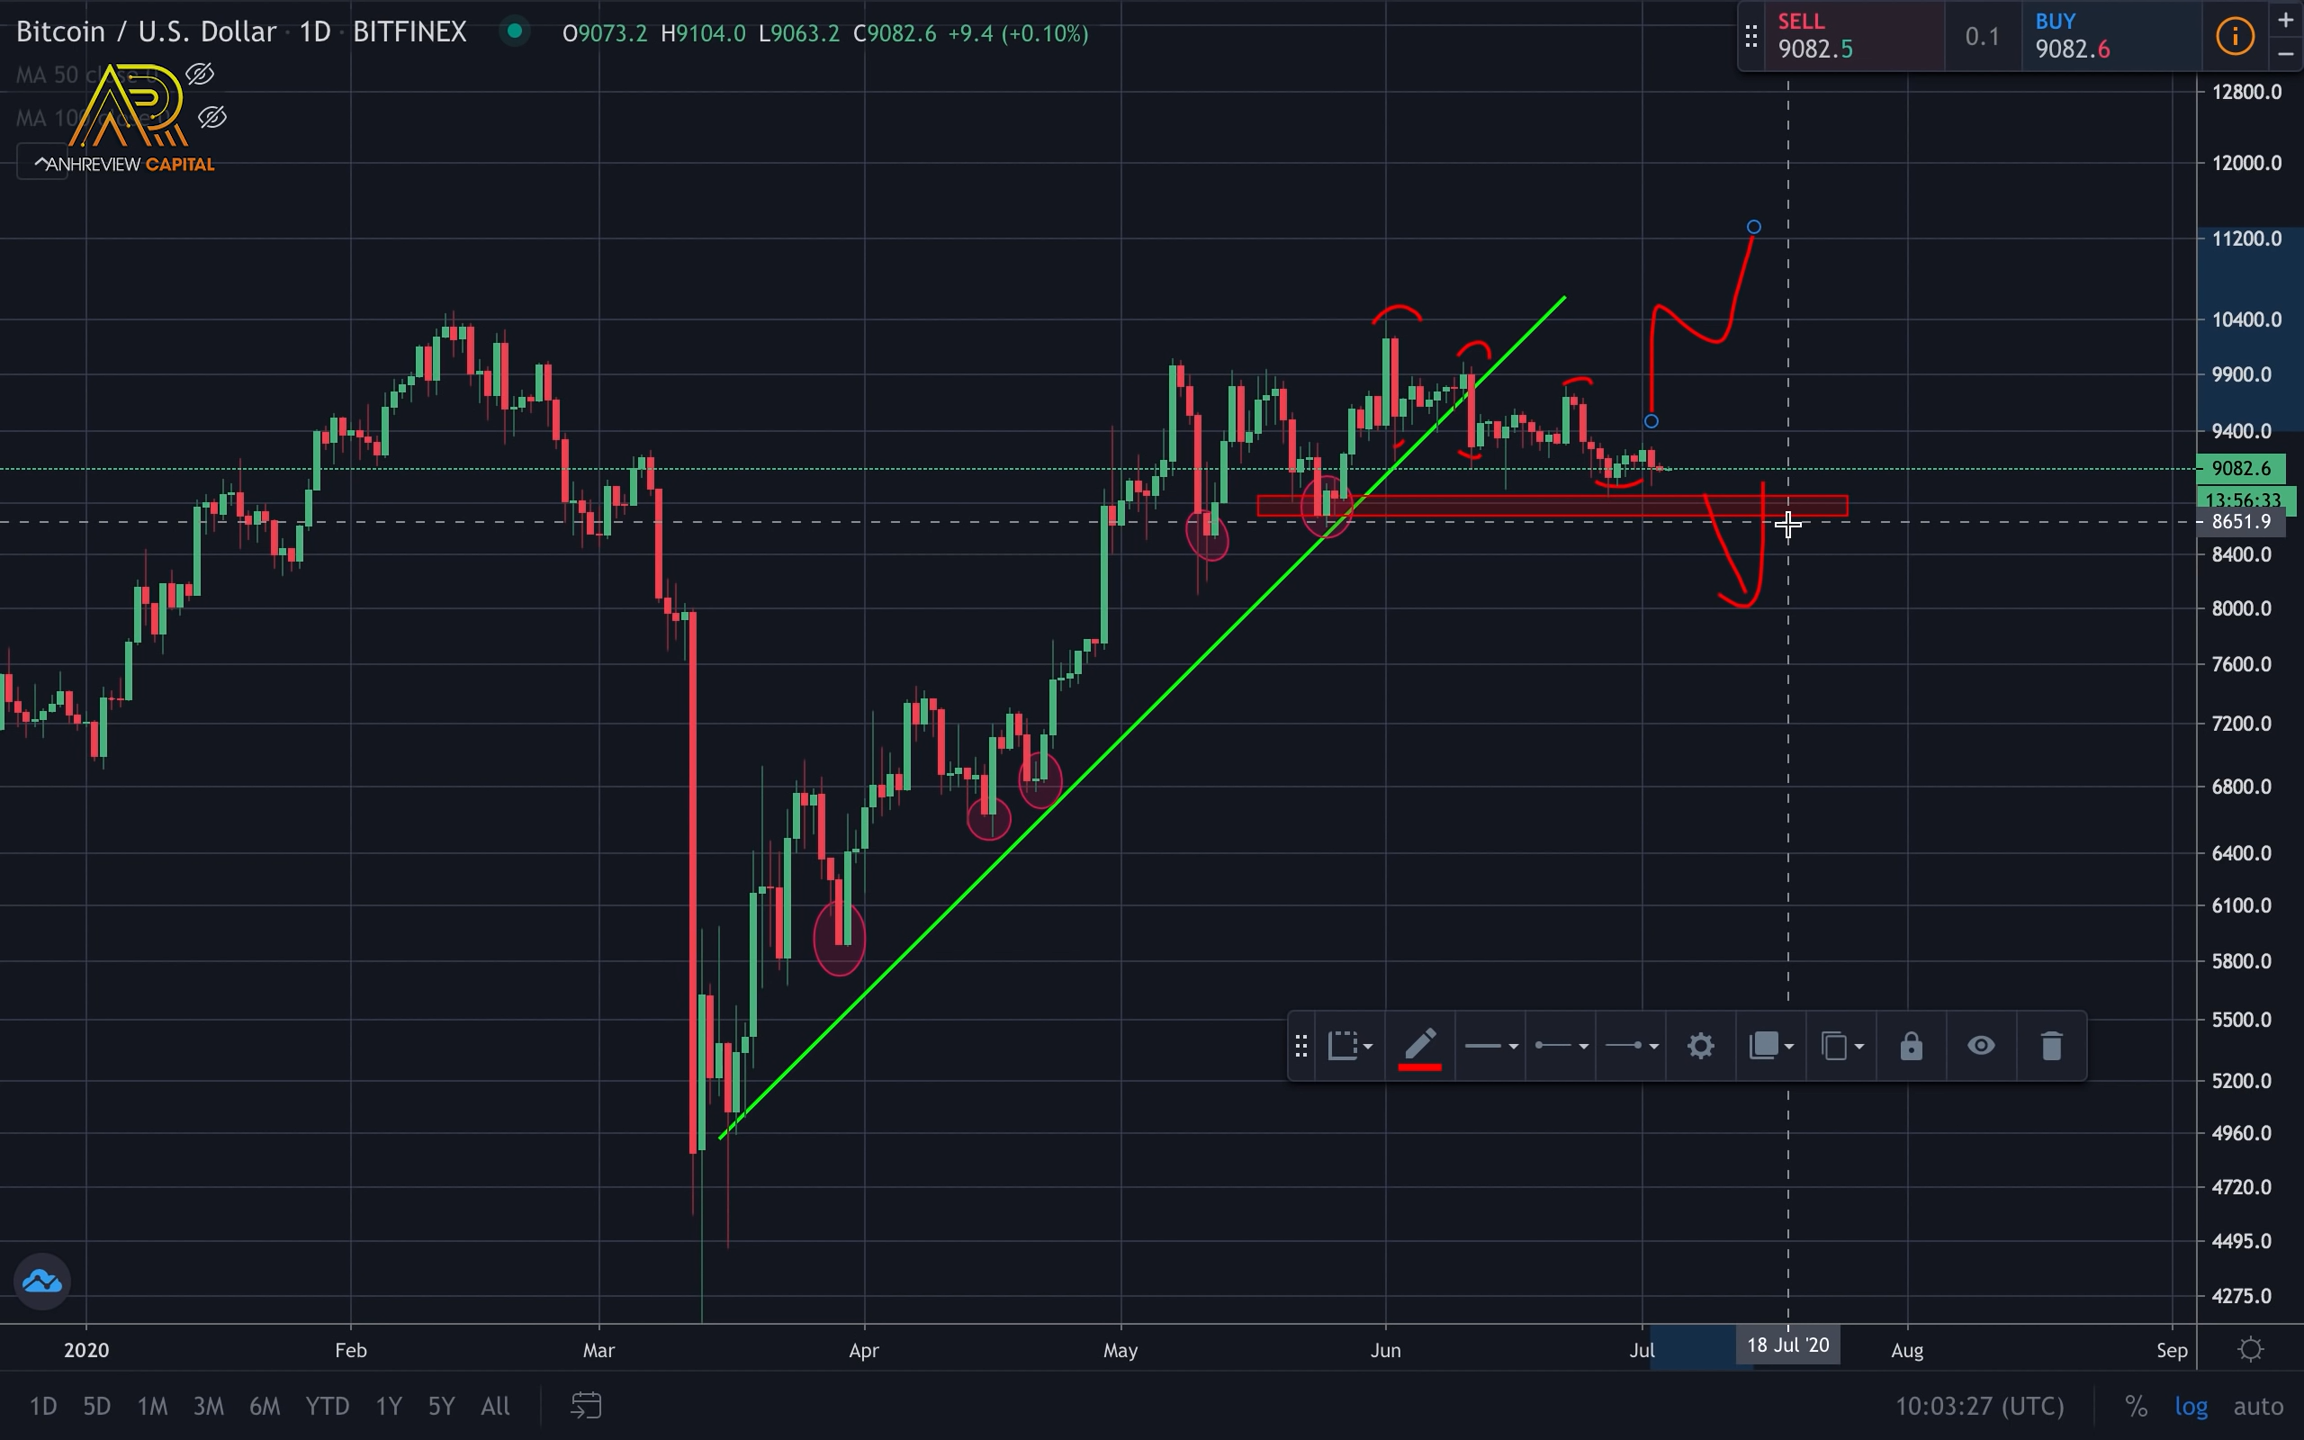 Bitcoin / U.S. Dollar · 1D · BITFINEX
O9073.2 H9104.0 L9063.2 C9082.6 +9.4 (+0.10%)
SELL
9082.5
0.1
BUY
9082.6
MA 50 close 0
MA 100 close 0
ANHREVIEW CAPITAL
12800.0
12000.0
11200.0
10400.0
9900.0
9400.0
9082.6
13:56:33
8651.9
8400.0
8000.0
7600.0
7200.0
6800.0
6400.0
6100.0
5800.0
5500.0
5200.0
4960.0
4720.0
4495.0
4275.0
2020 Feb Mar Apr May Jun Jul 18 Jul '20 Aug Sep
1D 5D 1M 3M 6M YTD 1Y 5Y All
10:03:27 (UTC) % log auto